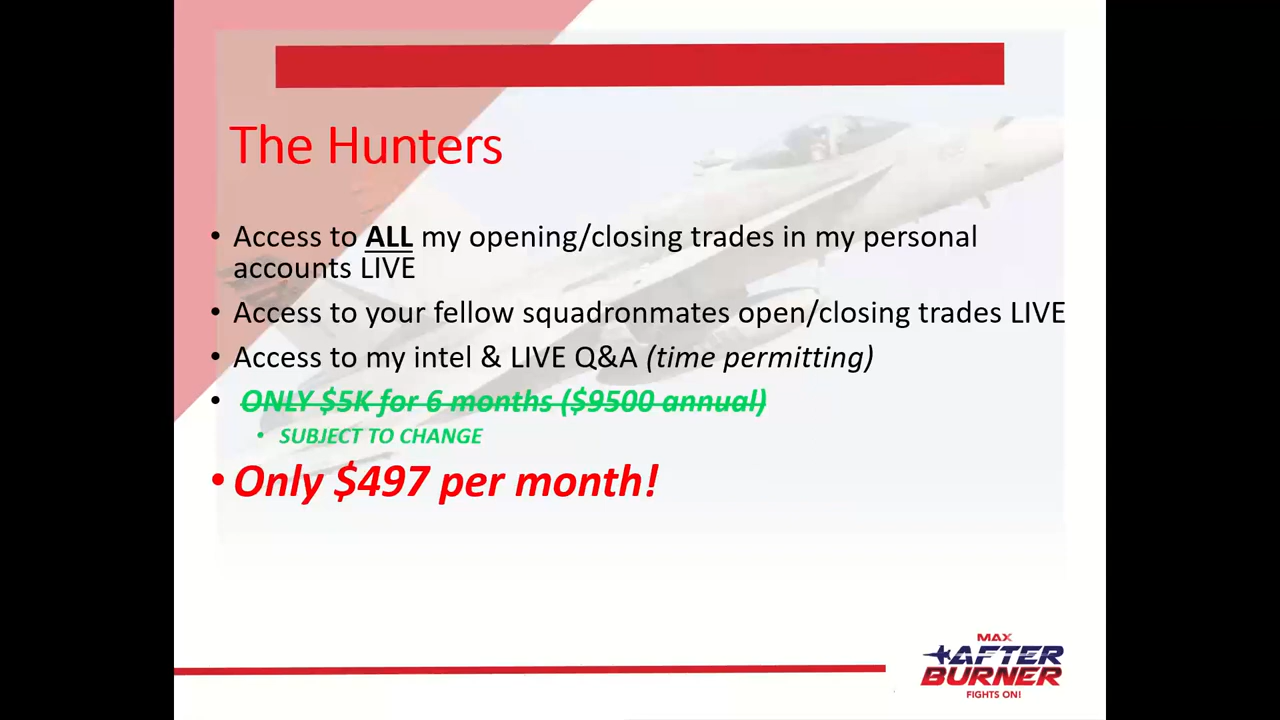 The Hunters
• Access to ALL my opening/closing trades in my personal
accounts LIVE
• Access to your fellow squadronmates open/closing trades LIVE
• Access to my intel & LIVE Q&A (time permitting)
• ONLY $5K for 6 months ($9500 annual)
• SUBJECT TO CHANGE
• Only $497 per month!
MAX
AFTER
BURNER
FIGHTS ON!